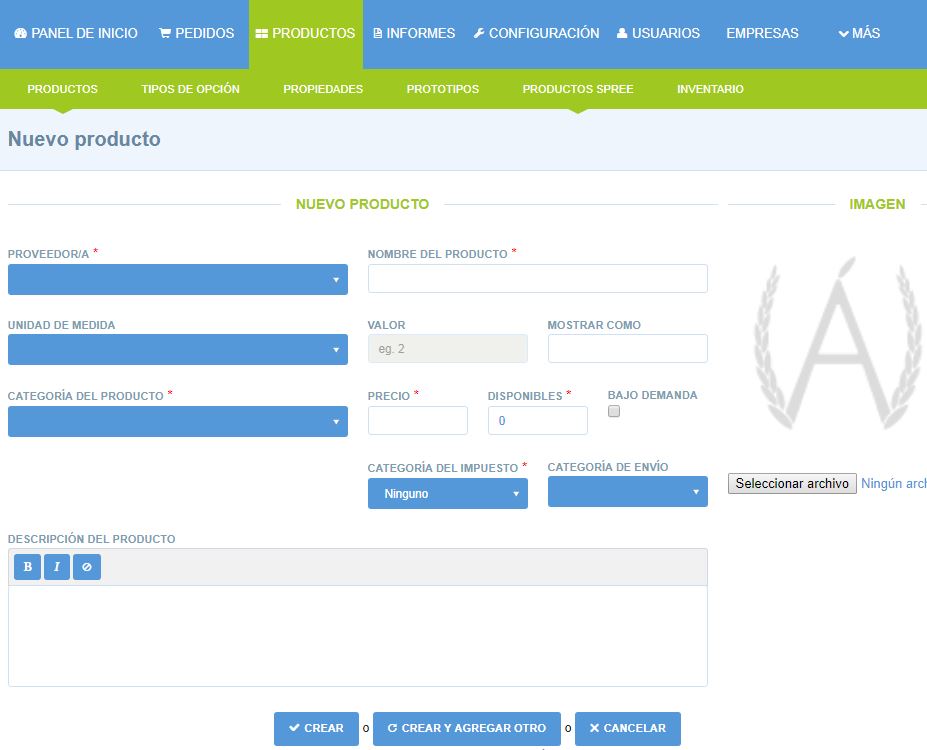 PANEL DE INICIO PEDIDOS PRODUCTOS INFORMES CONFIGURACIÓN USUARIOS EMPRESAS MÁS
PRODUCTOS TIPOS DE OPCIÓN PROPIEDADES PROTOTIPOS PRODUCTOS SPREE INVENTARIO
Nuevo producto
NUEVO PRODUCTO IMAGEN
PROVEEDOR/A * NOMBRE DEL PRODUCTO *
UNIDAD DE MEDIDA VALOR MOSTRAR COMO
eg. 2
CATEGORÍA DEL PRODUCTO * PRECIO * DISPONIBLES * BAJO DEMANDA
0
Á
CATEGORÍA DEL IMPUESTO * CATEGORÍA DE ENVÍO
Ninguno
Seleccionar archivo Ningún arch
DESCRIPCIÓN DEL PRODUCTO
B I
CREAR o CREAR Y AGREGAR OTRO o CANCELAR